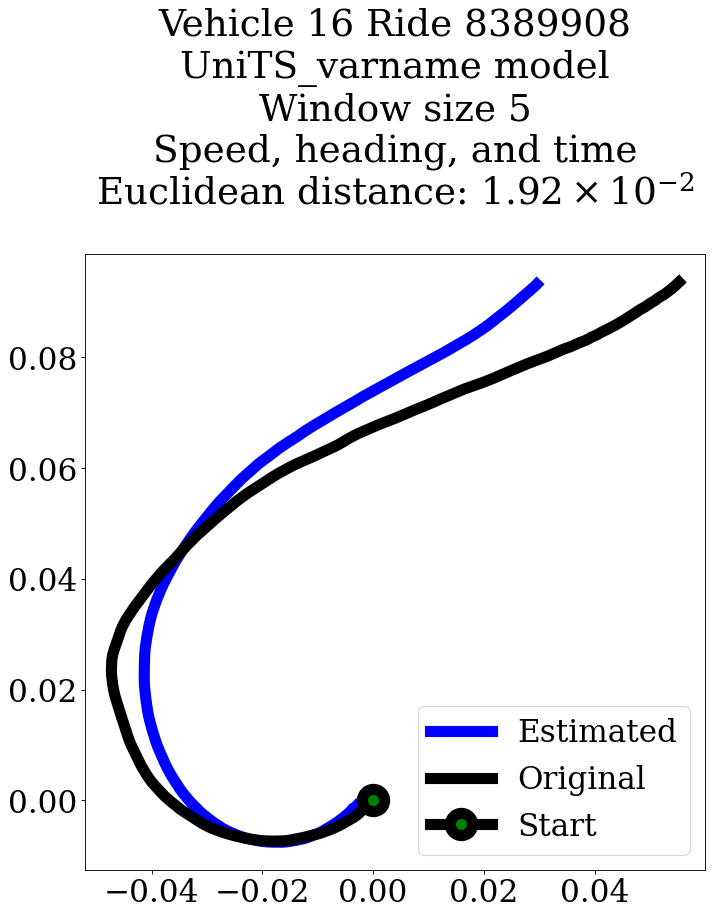 Vehicle 16 Ride 8389908
UniTS_varname model
Window size 5
Speed, heading, and time
Euclidean distance: 1.92 × 10⁻²
0.08
0.06
0.04
0.02
0.00
−0.04 −0.02 0.00 0.02 0.04
Estimated
Original
Start